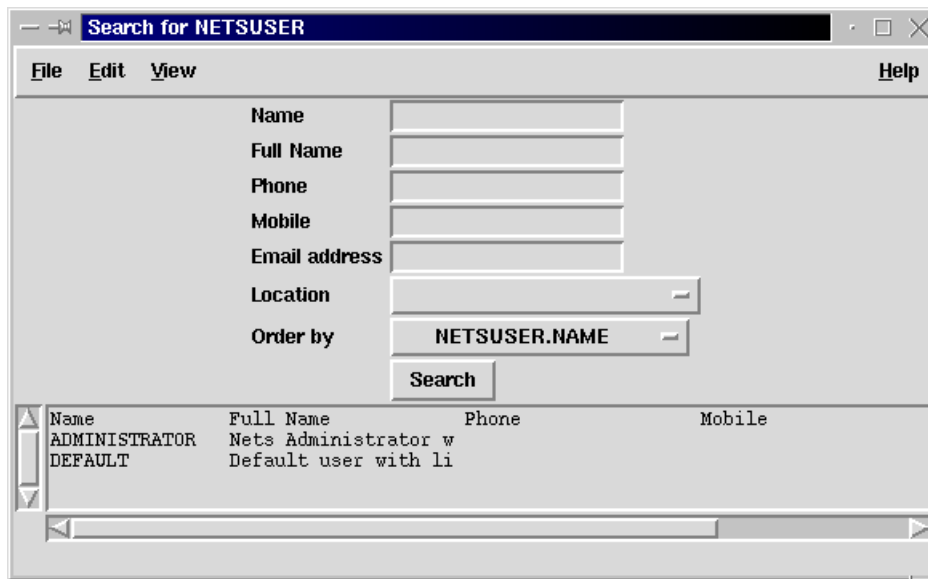 Search for NETSUSER
File Edit View Help
Name
Full Name
Phone
Mobile
Email address
Location
Order by NETSUSER.NAME
Search
Name Full Name Phone Mobile
ADMINISTRATOR Nets Administrator w
DEFAULT Default user with li